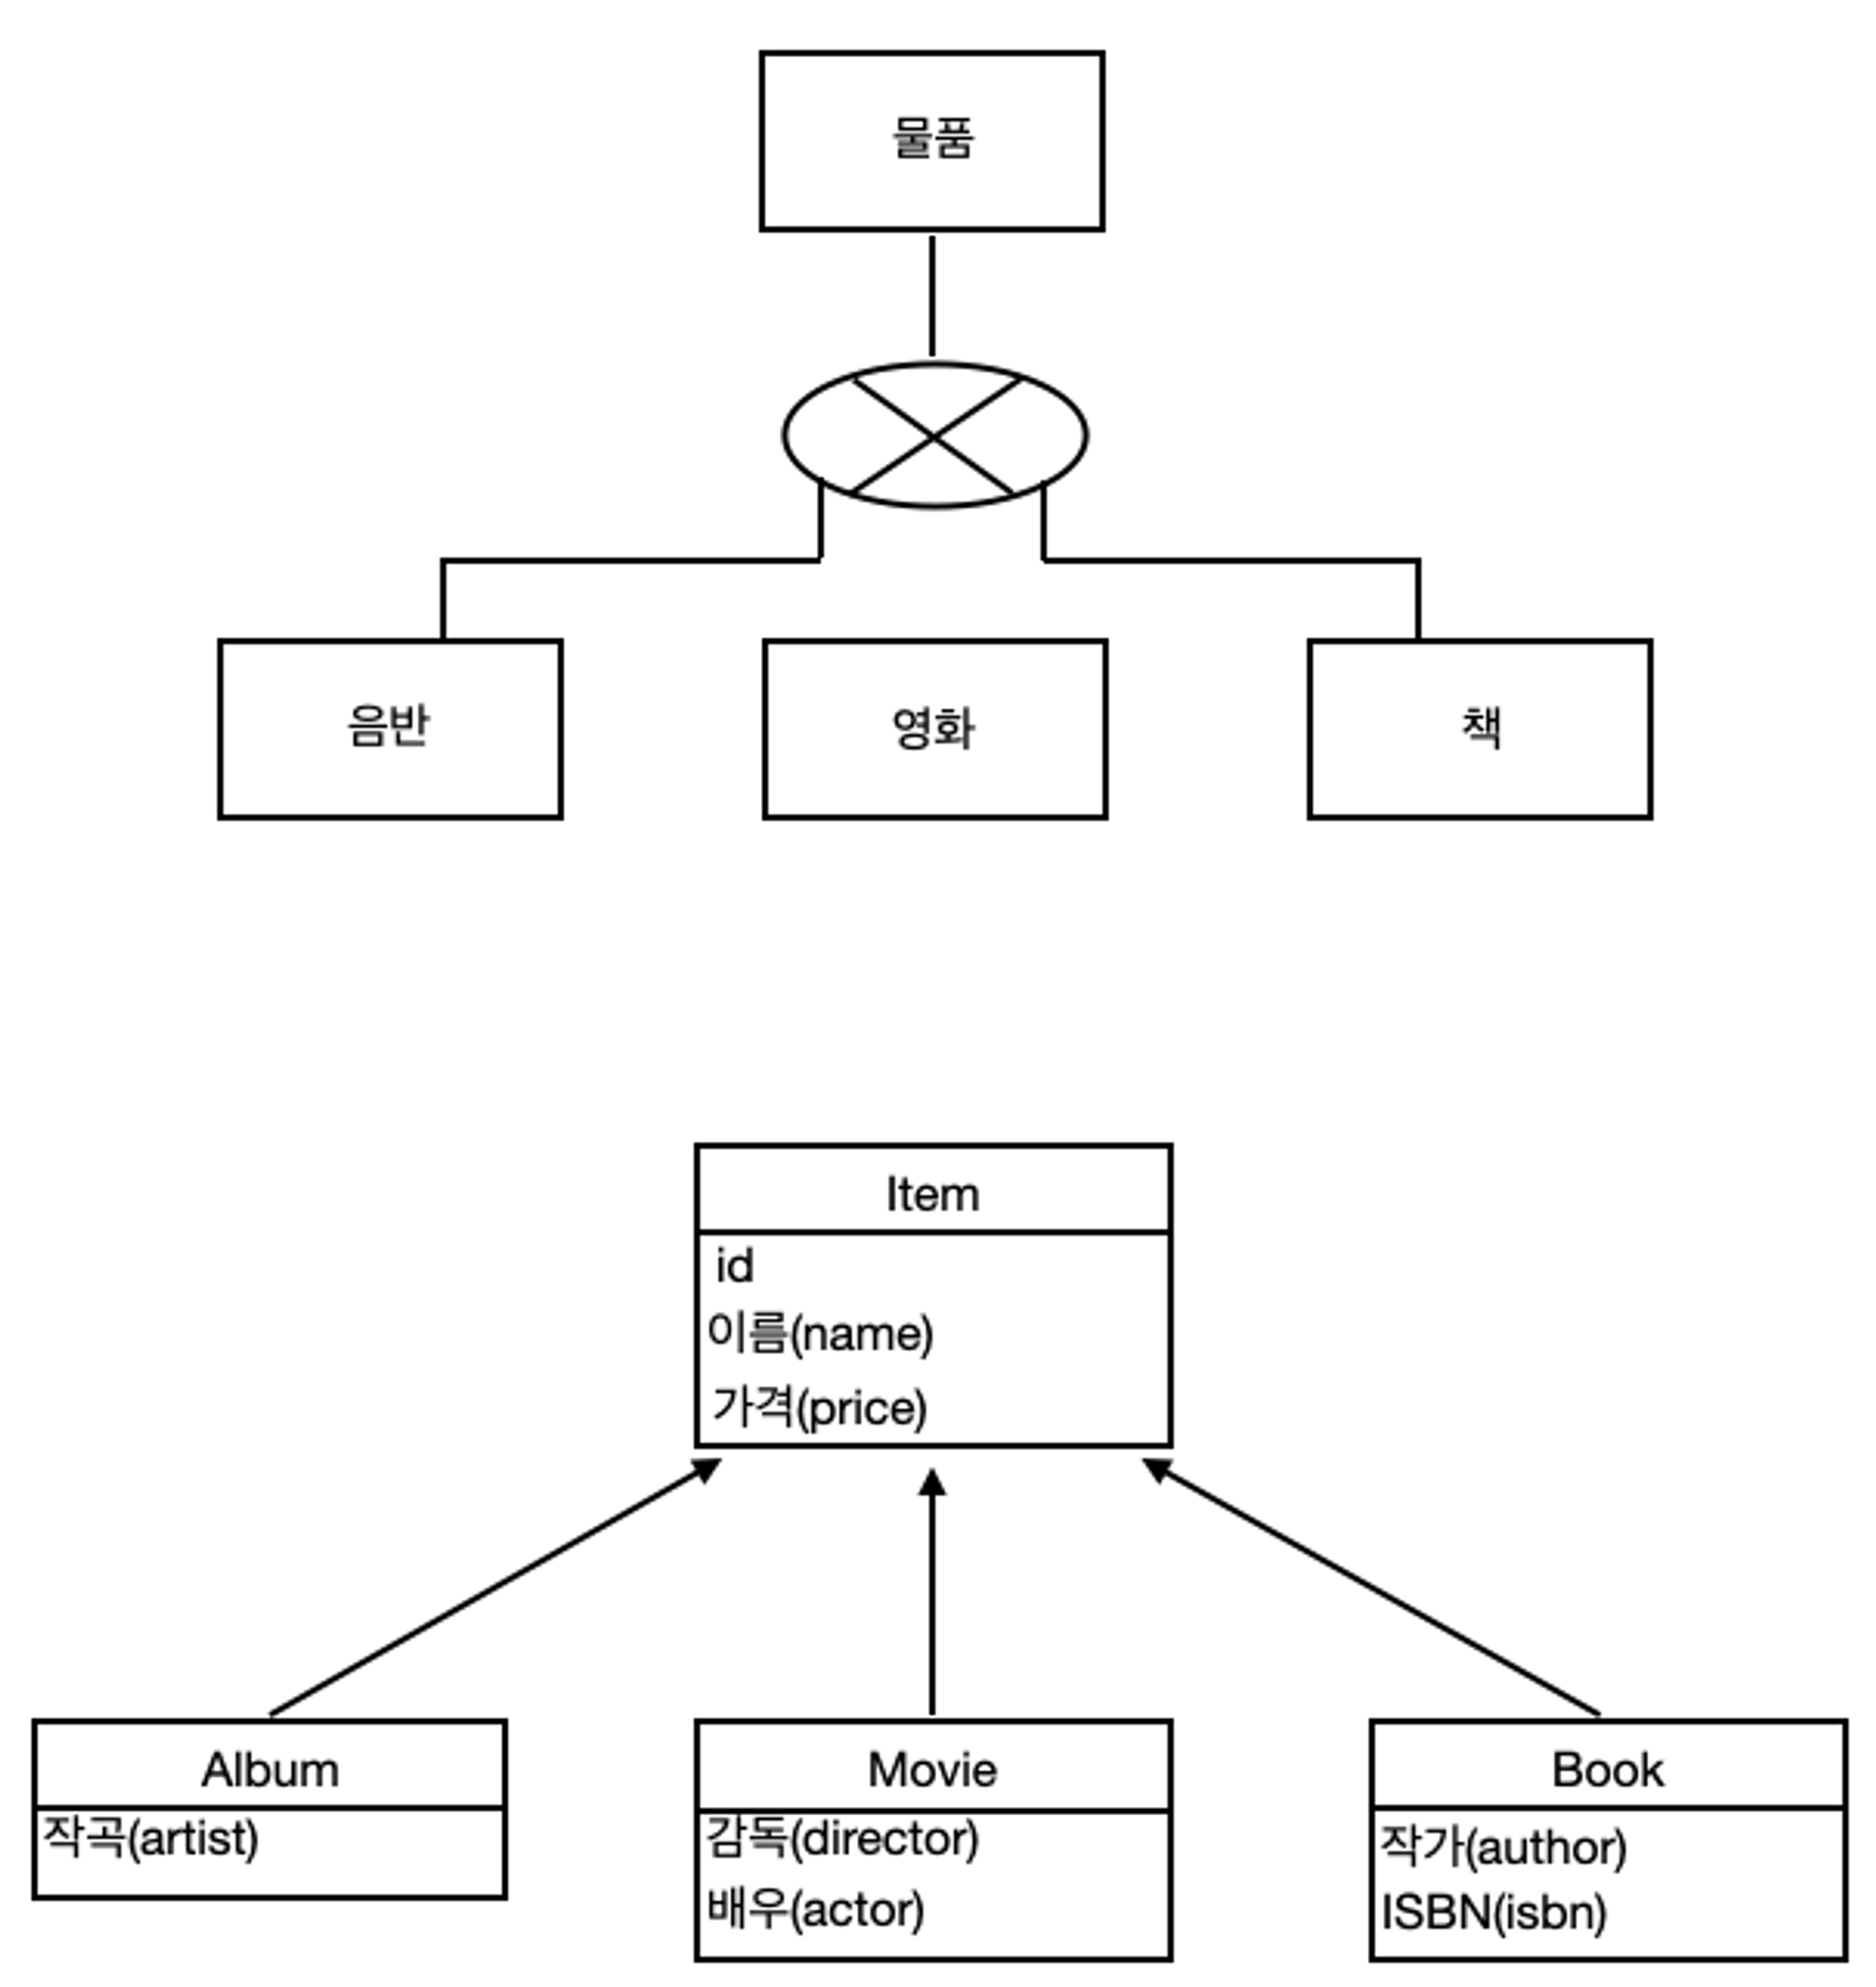 물품
음반
영화
책
Item
id
이름(name)
가격(price)
Album
작곡(artist)
Movie
감독(director)
배우(actor)
Book
작가(author)
ISBN(isbn)